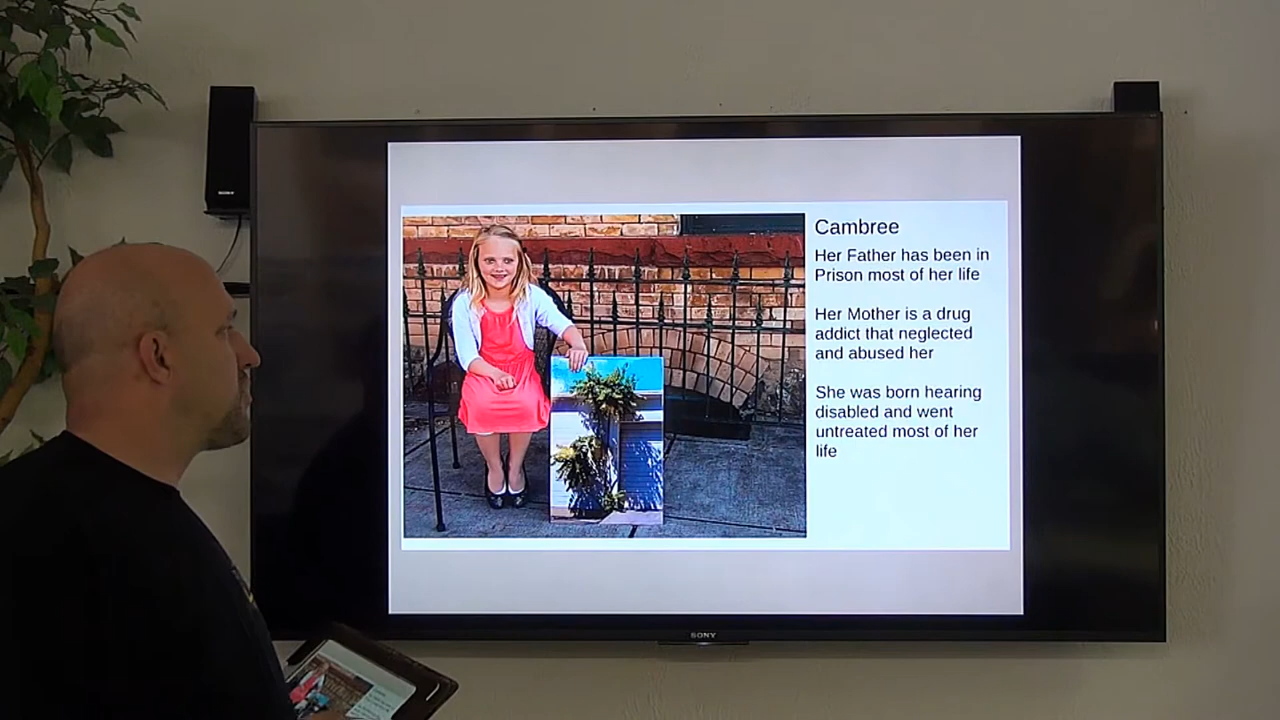 Cambree
Her Father has been in
Prison most of her life
Her Mother is a drug
addict that neglected
and abused her
She was born hearing
disabled and went
untreated most of her
life
SONY
SONY